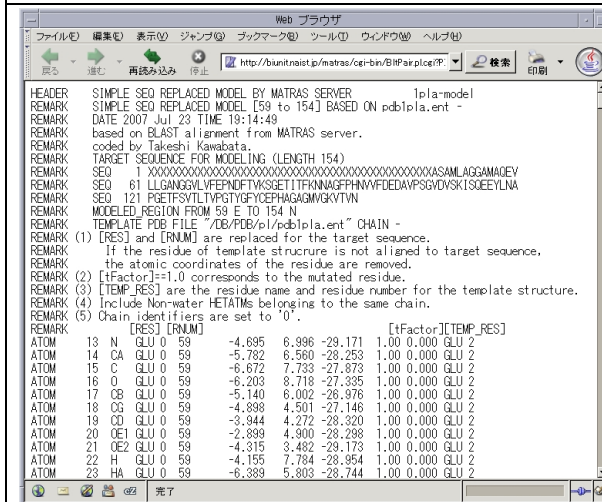 Web ブラウザ
ファイル(F) 編集(E) 表示(V) ジャンプ(G) ブックマーク(B) ツール(T) ウィンドウ(W) ヘルプ(H)
戻る 進む 再読み込み 停止 http://biunit.naist.jp/matras/cgi-bin/BltPair.pl.cgi?P: 検索 印刷
HEADER SIMPLE SEQ REPLACED MODEL BY MATRAS SERVER 1pla-model
REMARK SIMPLE SEQ REPLACED MODEL [59 to 154] BASED ON pdb1pla.ent -
REMARK DATE 2007 Jul 23 TIME 19:14:49
REMARK based on BLAST alignment from MATRAS server.
REMARK coded by Takeshi Kawabata.
REMARK TARGET SEQUENCE FOR MODELING (LENGTH 154)
REMARK SEQ 1 XXXXXXXXXXXXXXXXXXXXXXXXXXXXXXXXXXXXXXXXXXASAMLAGGAMAQEV
REMARK SEQ 61 LLGANGGVLVFEPNDFTVKSGETITFKNNAGFPHNVVFDEDAVPSGVDVSKISQEEYLNA
REMARK SEQ 121 PGETFSVTLTVPGTYGFYCEPHAGAGMVGKVTVN
REMARK MODELED_REGION FROM 59 E TO 154 N
REMARK TEMPLATE PDB FILE "/DB/PDB/pl/pdb1pla.ent" CHAIN -
REMARK (1) [RES] and [RNUM] are replaced for the target sequence.
REMARK If the residue of template strucrure is not aligned to target sequence,
REMARK the atomic coordinates of the residue are removed.
REMARK (2) [tFactor]==1.0 corresponds to the mutated residue.
REMARK (3) [TEMP_RES] are the residue name and residue number for the template structure.
REMARK (4) Include Non-water HETATMs belonging to the same chain.
REMARK (5) Chain identifiers are set to '0'.
REMARK [RES] [RNUM] [tFactor][TEMP_RES]
ATOM 13 N GLU 0 59 -4.695 6.996 -29.171 1.00 0.000 GLU 2
ATOM 14 CA GLU 0 59 -5.782 6.560 -28.253 1.00 0.000 GLU 2
ATOM 15 C GLU 0 59 -6.672 7.733 -27.873 1.00 0.000 GLU 2
ATOM 16 O GLU 0 59 -6.203 8.718 -27.335 1.00 0.000 GLU 2
ATOM 17 CB GLU 0 59 -5.140 6.002 -26.976 1.00 0.000 GLU 2
ATOM 18 CG GLU 0 59 -4.898 4.501 -27.146 1.00 0.000 GLU 2
ATOM 19 CD GLU 0 59 -3.944 4.272 -28.320 1.00 0.000 GLU 2
ATOM 20 OE1 GLU 0 59 -2.899 4.900 -28.298 1.00 0.000 GLU 2
ATOM 21 OE2 GLU 0 59 -4.315 3.482 -29.173 1.00 0.000 GLU 2
ATOM 22 H GLU 0 59 -4.155 7.784 -28.954 1.00 0.000 GLU 2
ATOM 23 HA GLU 0 59 -6.389 5.803 -28.744 1.00 0.000 GLU 2
完了